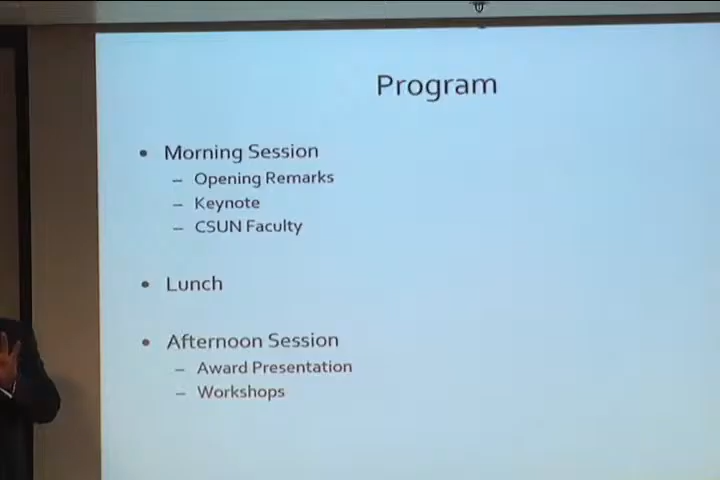 Program
• Morning Session
– Opening Remarks
– Keynote
– CSUN Faculty
• Lunch
• Afternoon Session
– Award Presentation
– Workshops